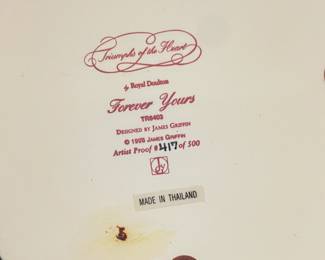 Triumphs of the Heart
by Royal Doulton
Forever Yours
TR6403
DESIGNED BY JAMES GRIFFIN
© 1998 JAMES GRIFFIN
Artist Proof #417 of 500
MADE IN THAILAND